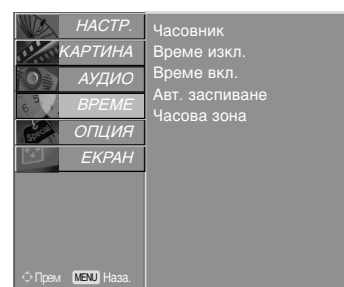 НАСТР.
КАРТИНА
АУДИО
ВРЕМЕ
ОПЦИЯ
ЕКРАН
Часовник
Време изкл.
Време вкл.
Авт. заспиване
Часова зона
Прем
MENU Наза.